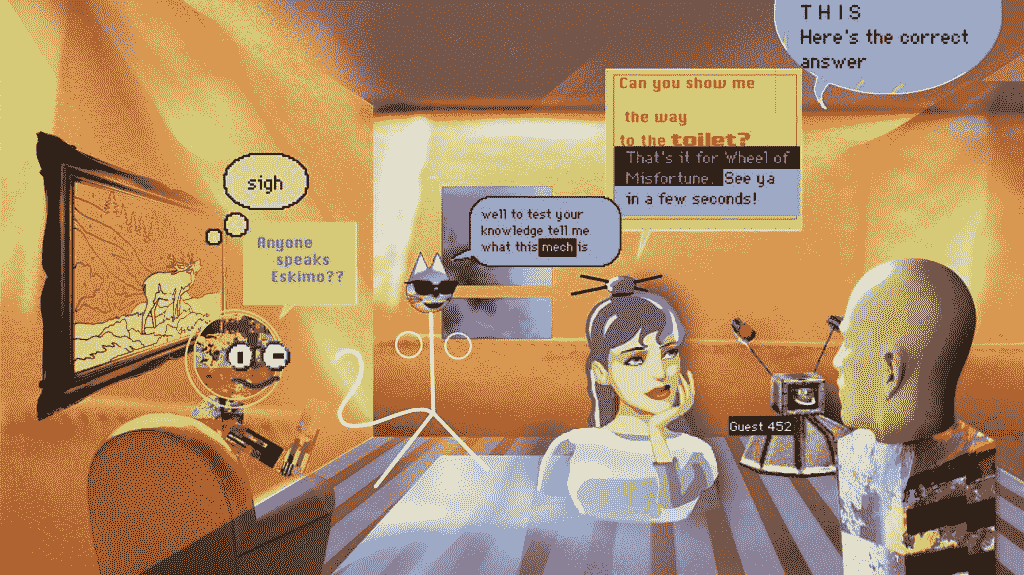 T H I S
Here's the correct
answer
Can you show me
the way
to the toilet?
That's it for Wheel of
Misfortune. See ya
in a few seconds!
sigh
well to test your
knowledge tell me
what this mech is
Anyone
speaks
Eskimo??
Guest 452